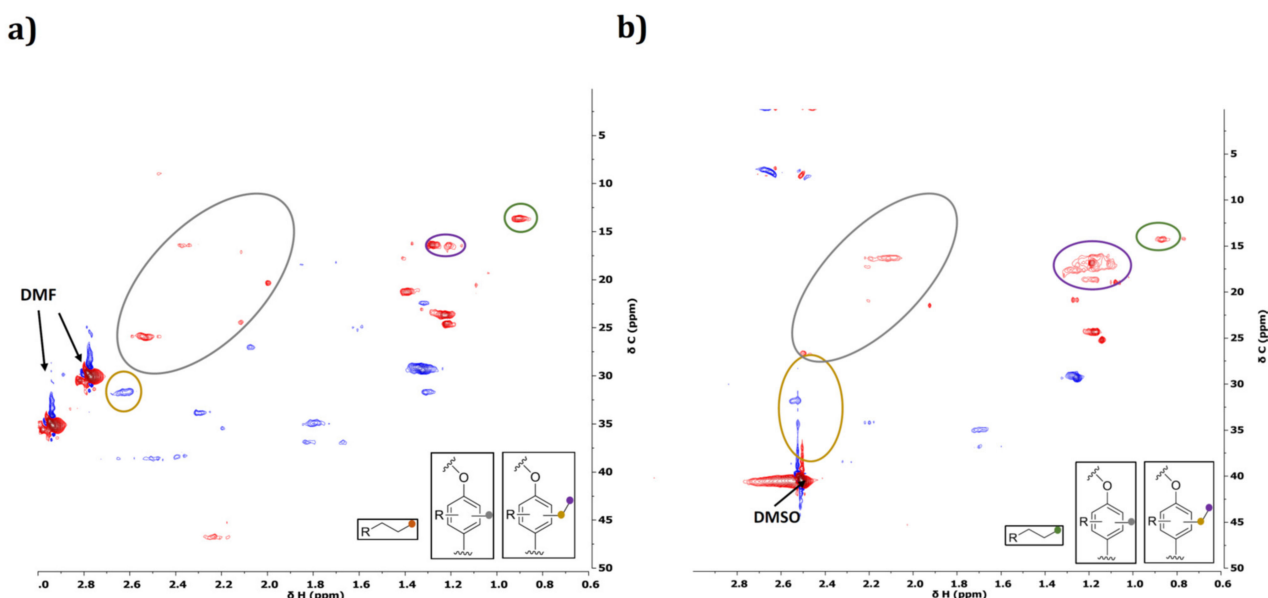 a)
b)
DMF
5
10
15
20
25
30
35
40
45
50
δ C (ppm)
.0 2.8 2.6 2.4 2.2 2.0 1.8 1.6 1.4 1.2 1.0 0.8 0.6
δ H (ppm)
R
O
R
O
R
DMSO
5
10
15
20
25
30
35
40
45
50
δ C (ppm)
2.8 2.6 2.4 2.2 2.0 1.8 1.6 1.4 1.2 1.0 0.8 0.6
δ H (ppm)
R
O
R
O
R